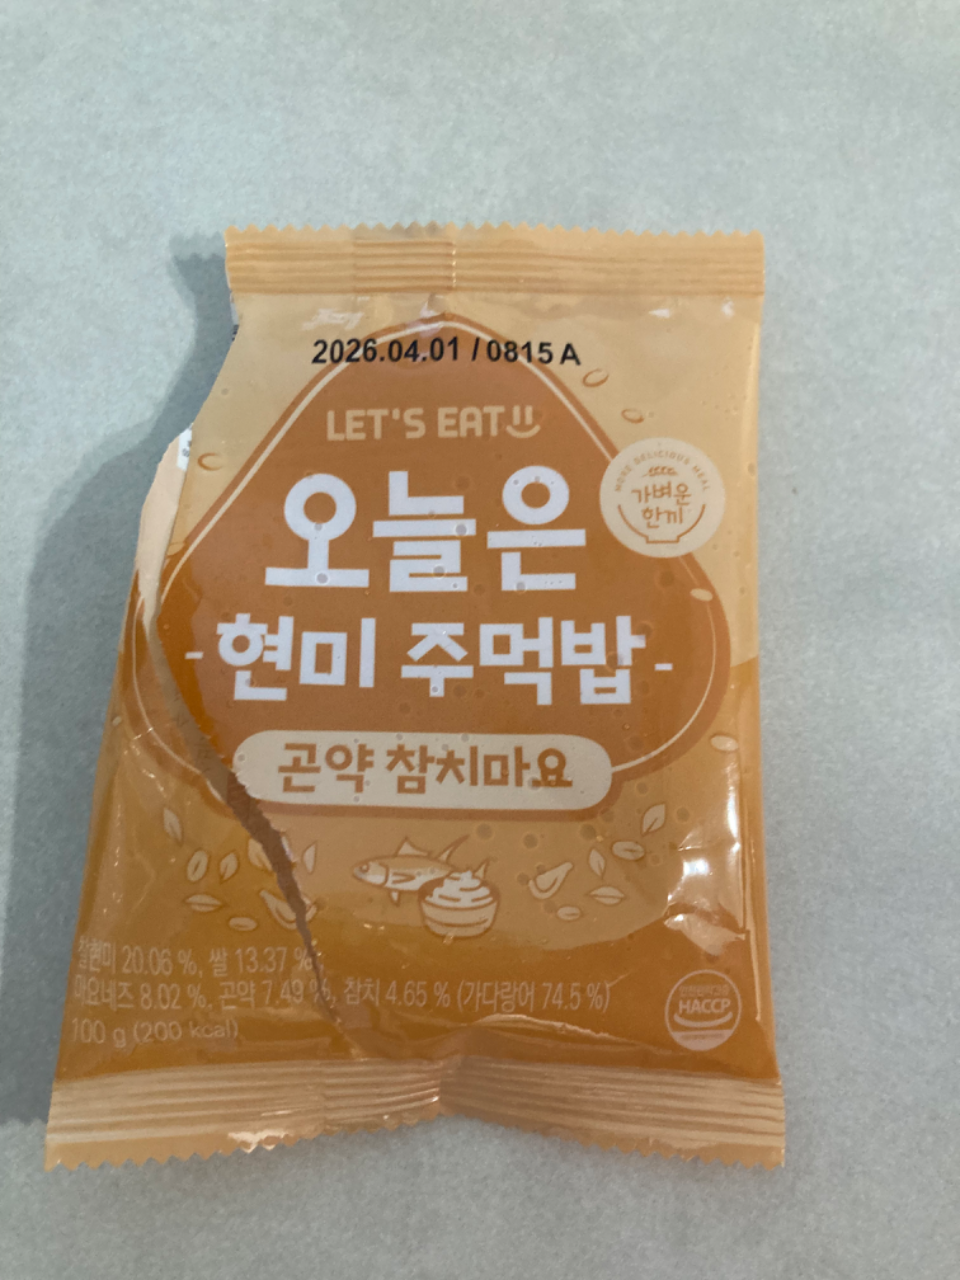 2026.04.01 / 0815 A
LET'S EAT
오늘은
MORE DELICIOUS MEAL
가벼운
한끼
-현미 주먹밥-
곤약 참치마요
찰현미 20.06 %, 쌀 13.37 %
마요네즈 8.02 %, 곤약 7.49 %, 참치 4.65 % (가다랑어 74.5 %)
100 g (200 kcal)
HACCP